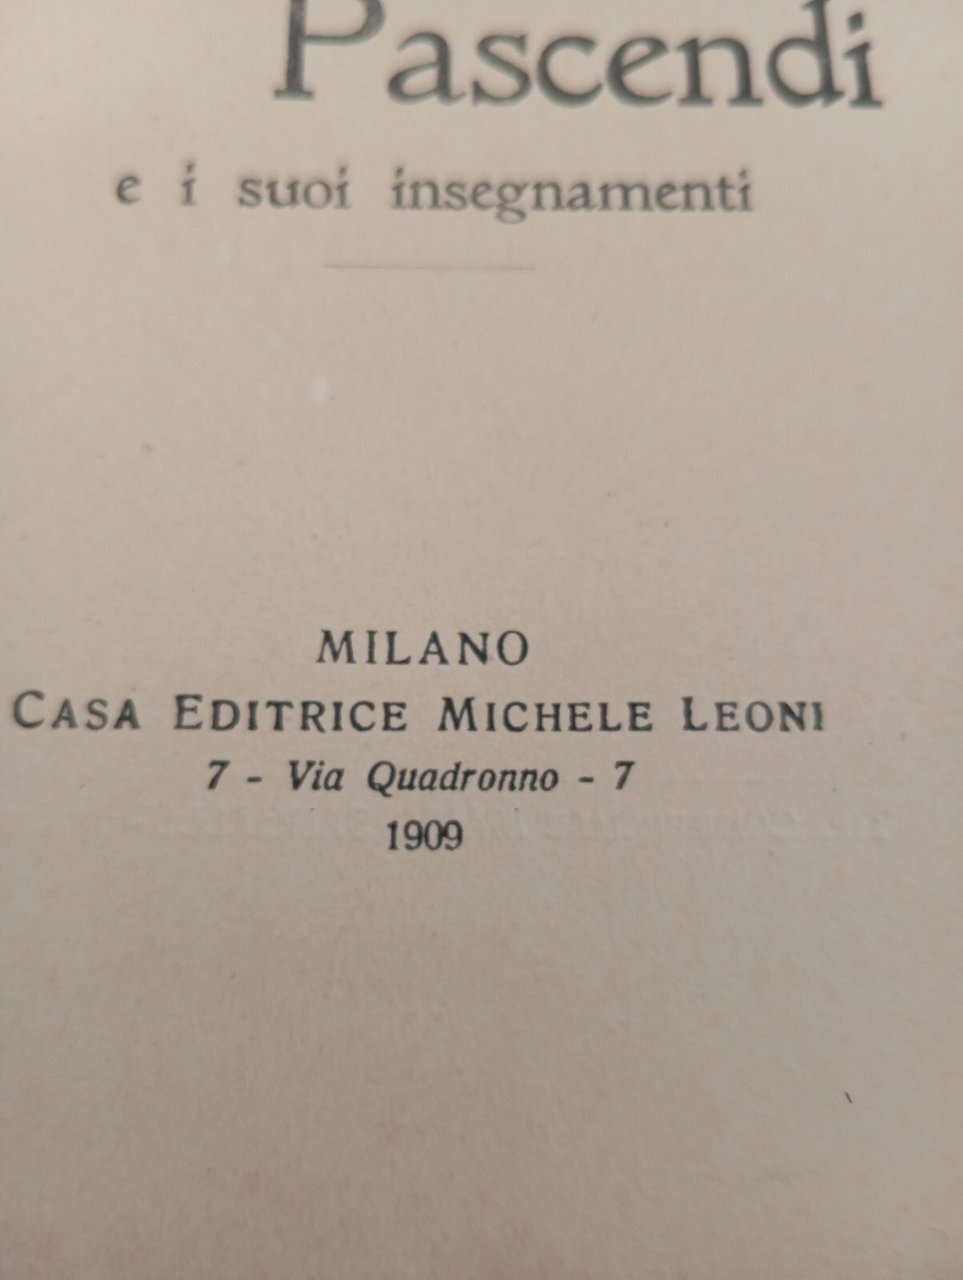 Pascendi
e i suoi insegnamenti
MILANO
CASA EDITRICE MICHELE LEONI
7 - Via Quadronno - 7
1909